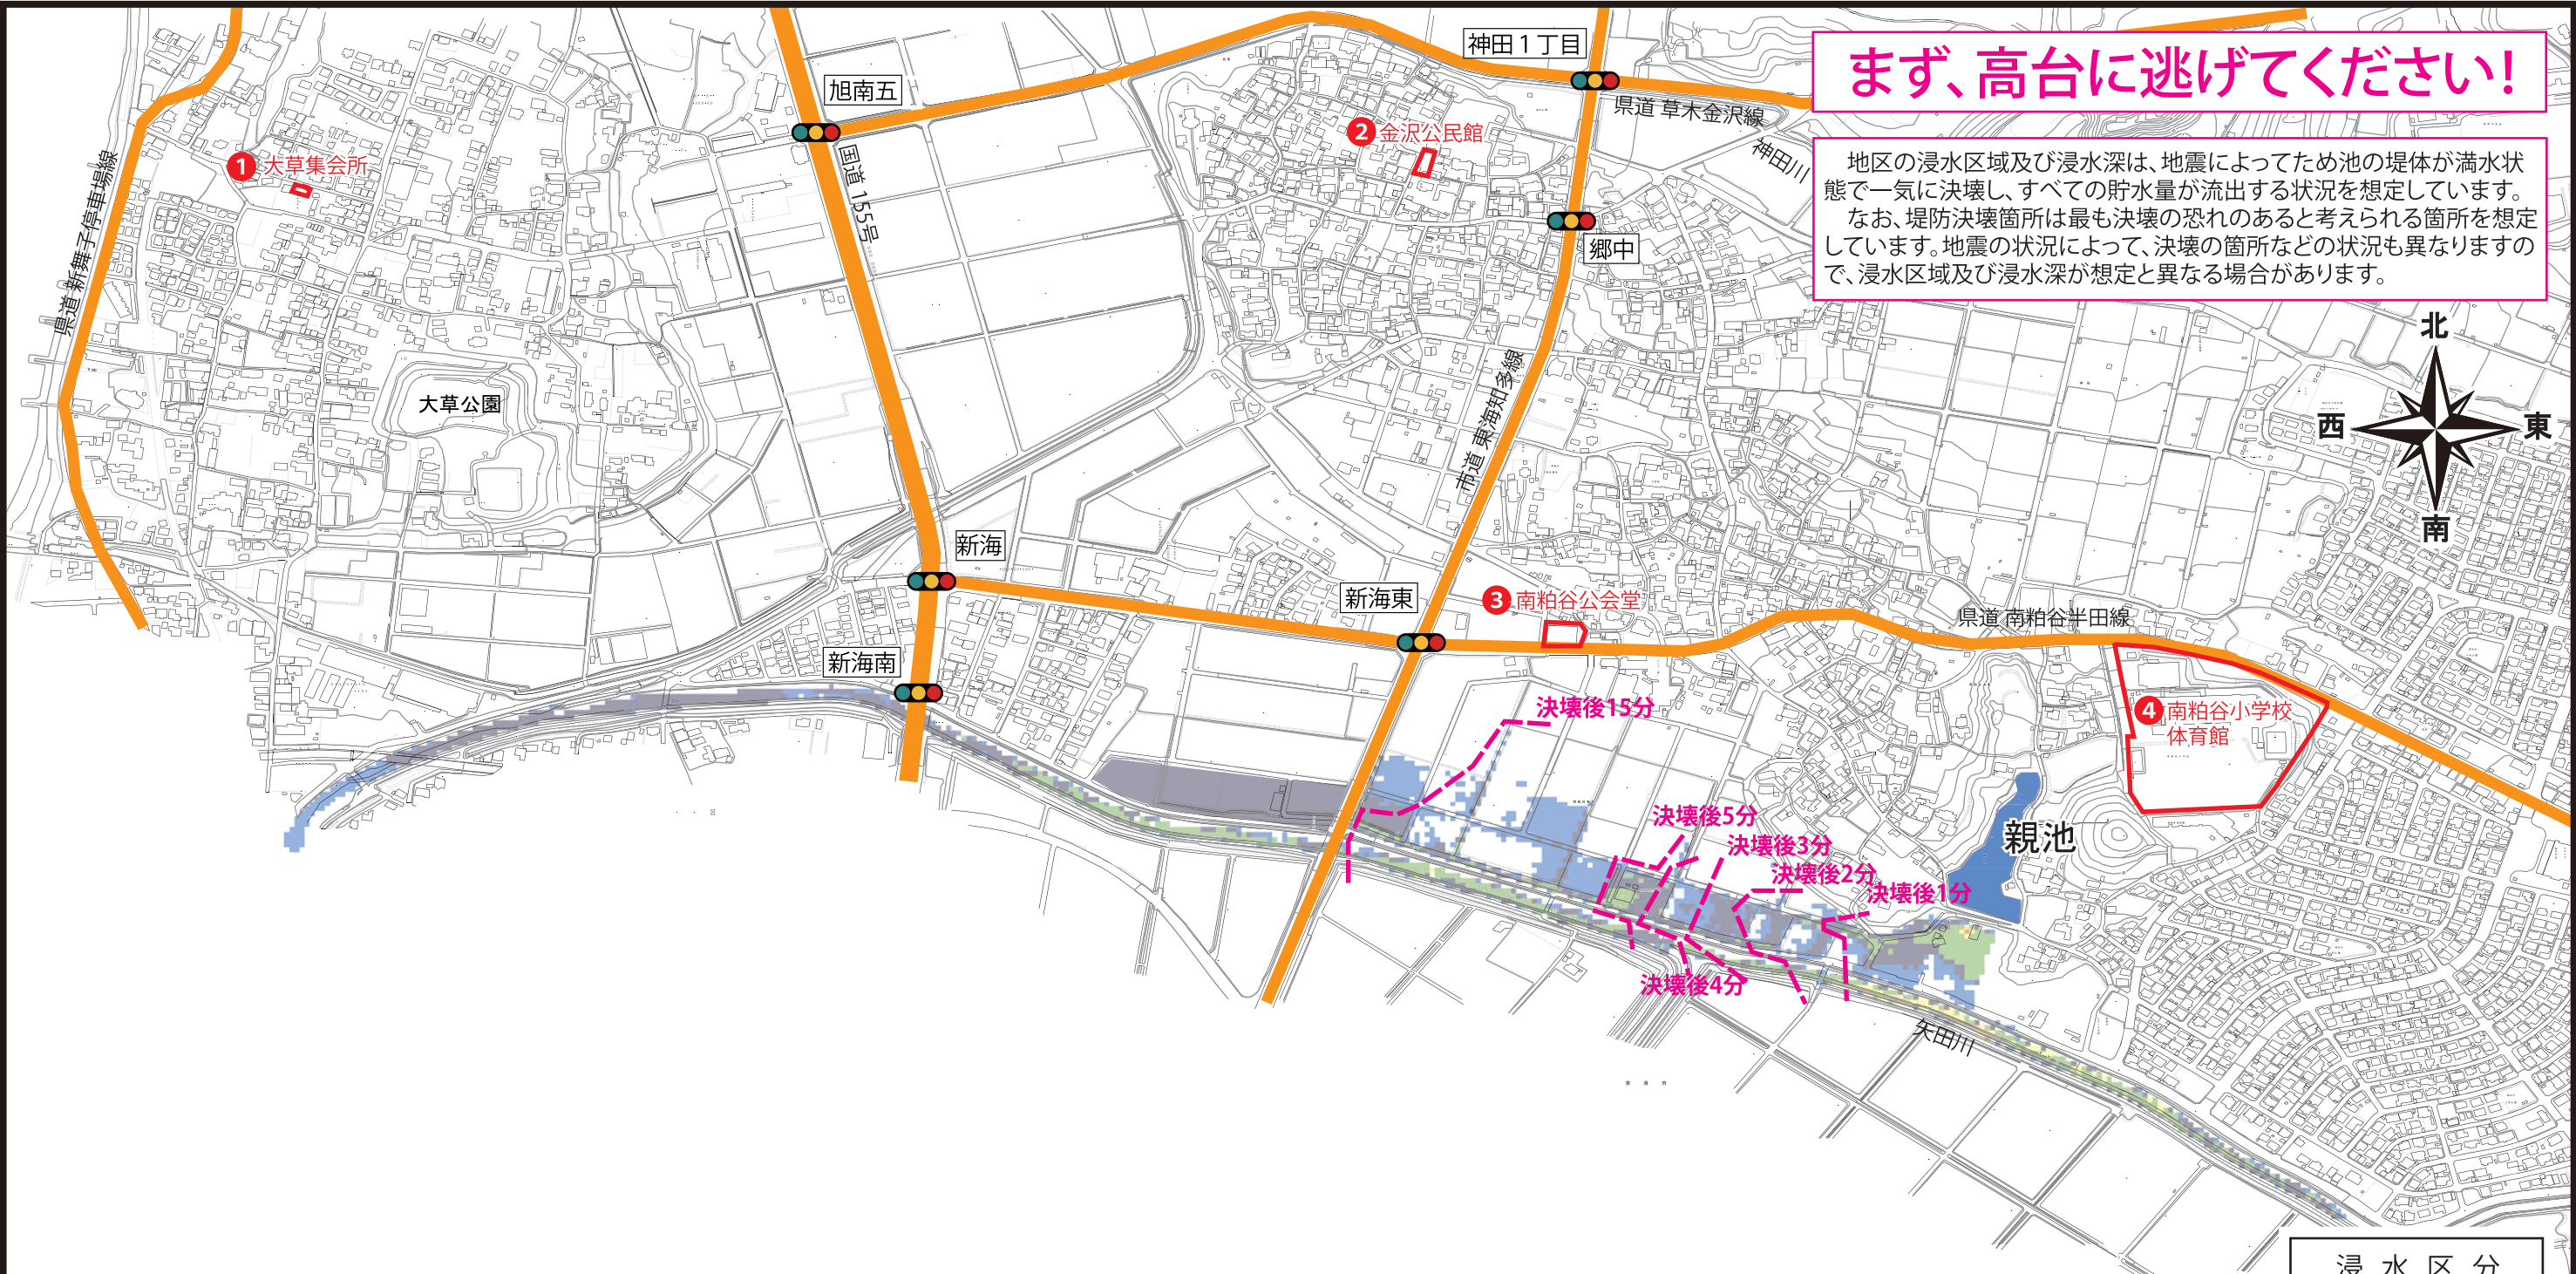 まず、高台に逃げてください!
地区の浸水区域及び浸水深は、地震によってため池の堤体が満水状
態で一気に決壊し、すべての貯水量が流出する状況を想定しています。
なお、堤防決壊箇所は最も決壊の恐れのあると考えられる箇所を想定
しています。地震の状況によって、決壊の箇所などの状況も異なりますの
で、浸水区域及び浸水深が想定と異なる場合があります。
神田1丁目
旭南五
県道 草木金沢線
神田川
❷ 金沢公民館
❶ 大草集会所
国道155号
県道 新舞子停車場線
郷中
北
西
東
南
市道 東海知多線
大草公園
新海
新海東
❸ 南粕谷公会堂
県道 南粕谷半田線
新海南
決壊後15分
❹ 南粕谷小学校
体育館
決壊後5分
決壊後3分
決壊後2分
決壊後1分
決壊後4分
親池
矢田川
浸水区分